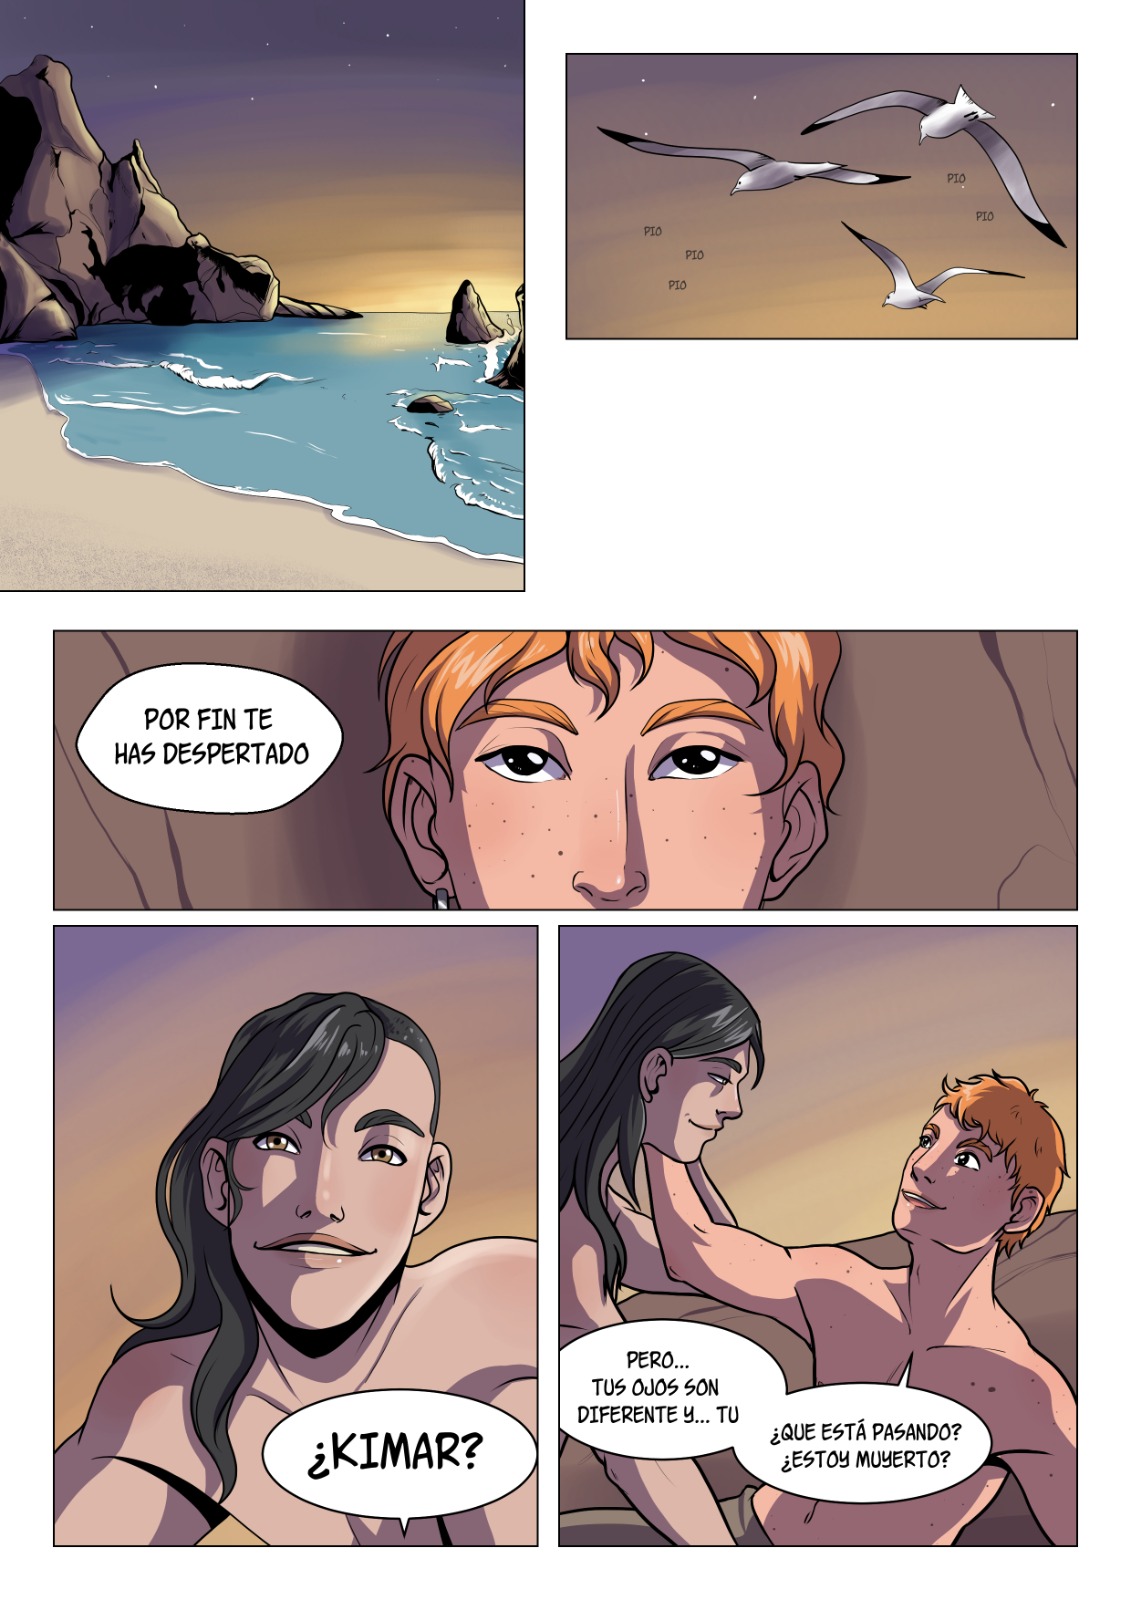 PIO
PIO
PIO
PIO
PIO
POR FIN TE
HAS DESPERTADO
¿KIMAR?
PERO...
TUS OJOS SON
DIFERENTE Y... TU
¿QUE ESTÁ PASANDO?
¿ESTOY MUYERTO?